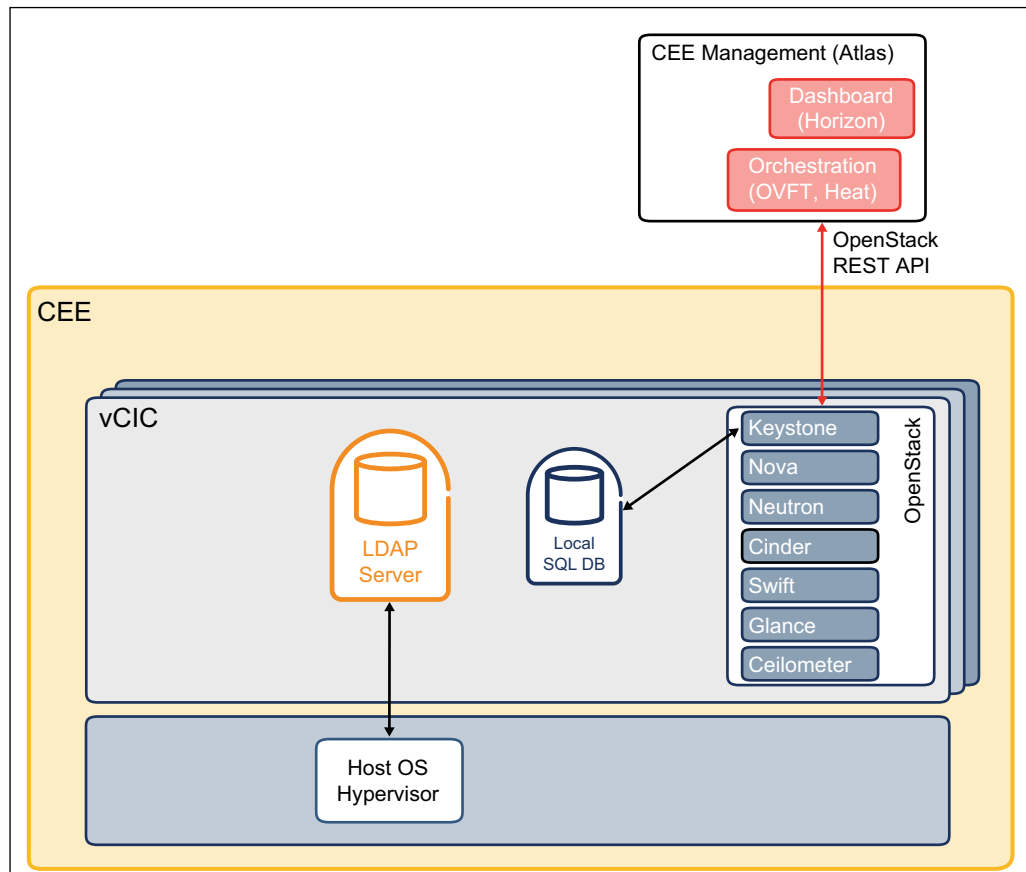 CEE Management (Atlas)
Dashboard
(Horizon)
Orchestration
(OVFT, Heat)
OpenStack
REST API
CEE
vCIC
LDAP
Server
Local
SQL DB
Keystone
Nova
Neutron
Cinder
Swift
Glance
Ceilometer
OpenStack
Host OS
Hypervisor